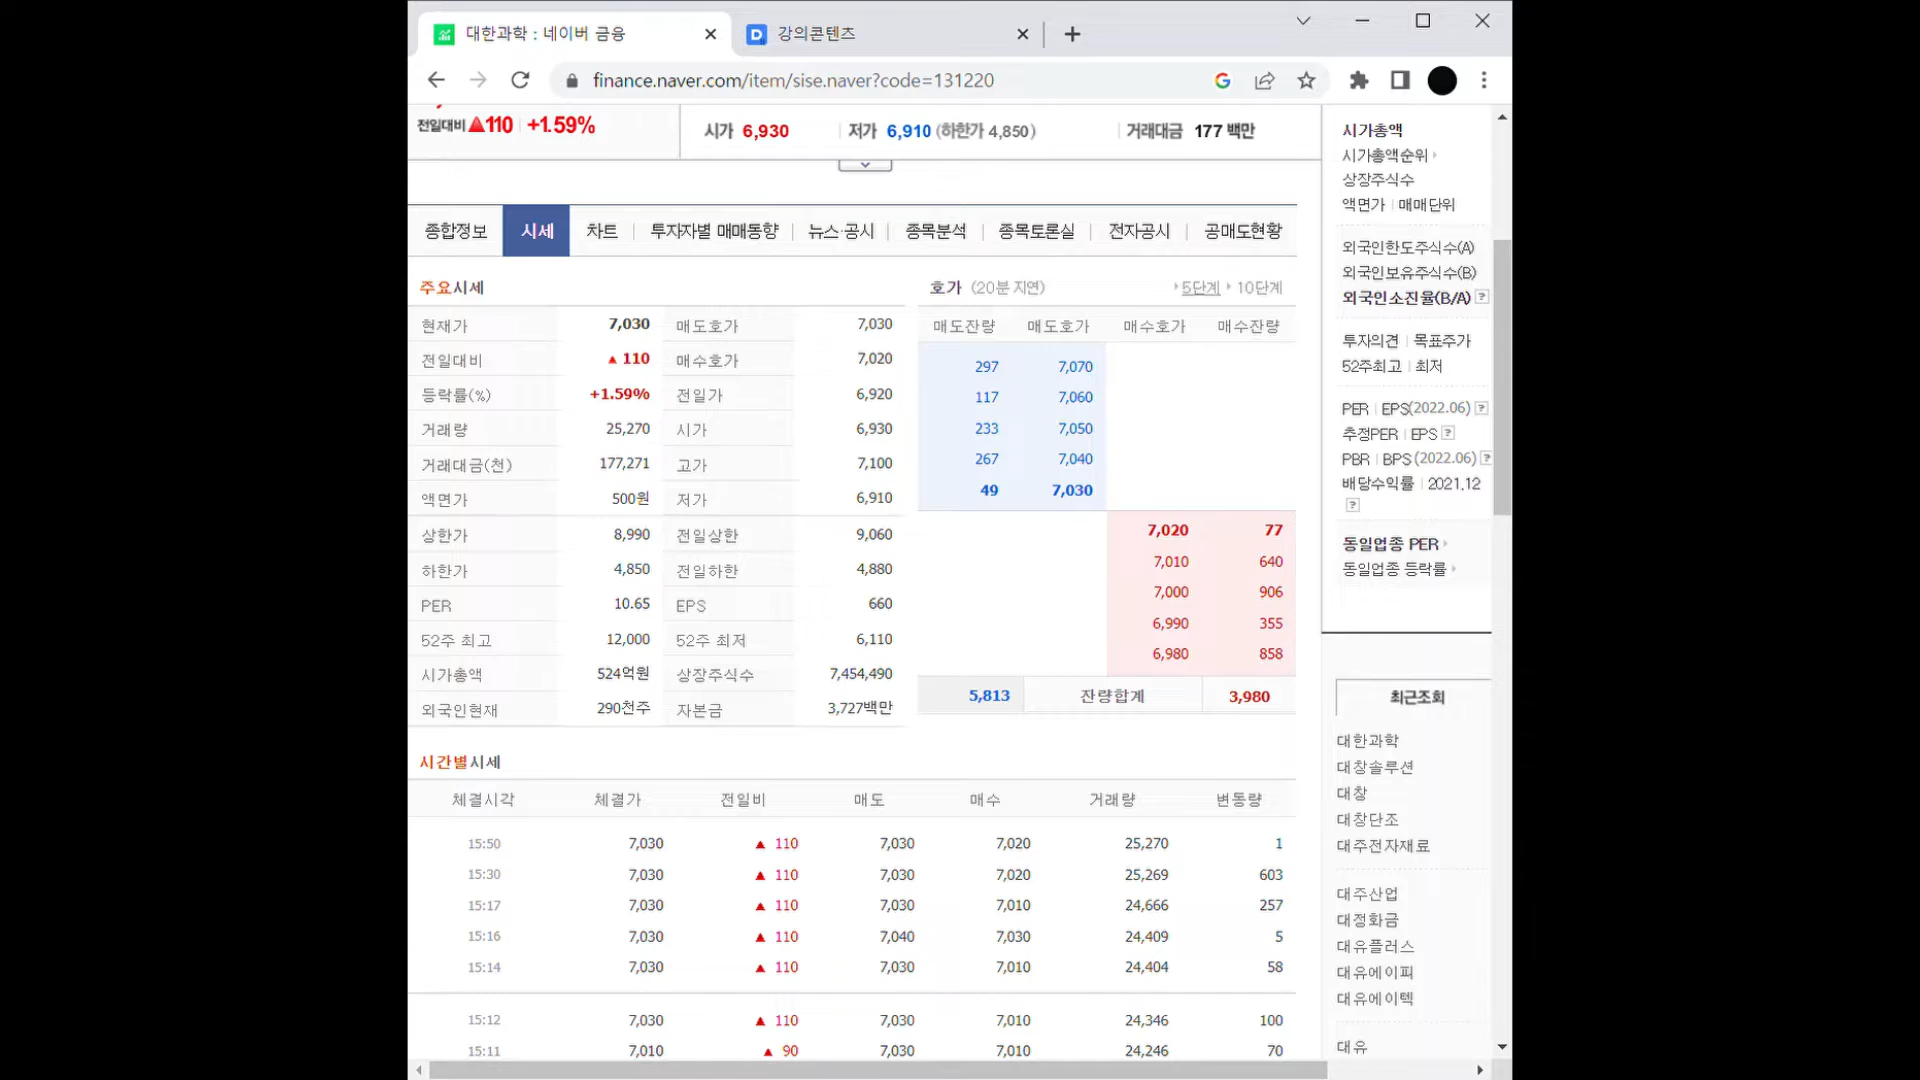 대한과학 : 네이버 금융
강의콘텐츠
finance.naver.com/item/sise.naver?code=131220
전일대비 ▲110 +1.59%
시가 6,930 저가 6,910 (하한가 4,850) 거래대금 177 백만
종합정보 시세 차트 투자자별 매매동향 뉴스·공시 종목분석 종목토론실 전자공시 공매도현황
주요시세
현재가 7,030 매도호가 7,030
전일대비 ▲ 110 매수호가 7,020
등락률(%) +1.59% 전일가 6,920
거래량 25,270 시가 6,930
거래대금(천) 177,271 고가 7,100
액면가 500원 저가 6,910
상한가 8,990 전일상한 9,060
하한가 4,850 전일하한 4,880
PER 10.65 EPS 660
52주 최고 12,000 52주 최저 6,110
시가총액 524억원 상장주식수 7,454,490
외국인현재 290천주 자본금 3,727백만
호가 (20분 지연) 5단계 10단계
매도잔량 매도호가 매수호가 매수잔량
297 7,070
117 7,060
233 7,050
267 7,040
49 7,030
7,020 77
7,010 640
7,000 906
6,990 355
6,980 858
5,813 잔량합계 3,980
시간별시세
체결시각 체결가 전일비 매도 매수 거래량 변동량
15:50 7,030 ▲ 110 7,030 7,020 25,270 1
15:30 7,030 ▲ 110 7,030 7,020 25,269 603
15:17 7,030 ▲ 110 7,030 7,010 24,666 257
15:16 7,030 ▲ 110 7,040 7,030 24,409 5
15:14 7,030 ▲ 110 7,030 7,010 24,404 58
15:12 7,030 ▲ 110 7,030 7,010 24,346 100
15:11 7,010 ▲ 90 7,030 7,010 24,246 70
시가총액
시가총액순위
상장주식수
액면가 | 매매단위
외국인한도주식수(A)
외국인보유주식수(B)
외국인소진율(B/A) ?
투자의견 | 목표주가
52주최고 | 최저
PER | EPS(2022.06) ?
추정PER | EPS ?
PBR | BPS (2022.06) ?
배당수익률 | 2021.12
?
동일업종 PER
동일업종 등락률
최근조회
대한과학
대창솔루션
대창
대창단조
대주전자재료
대주산업
대정화금
대유플러스
대유에이피
대유에이텍
대유